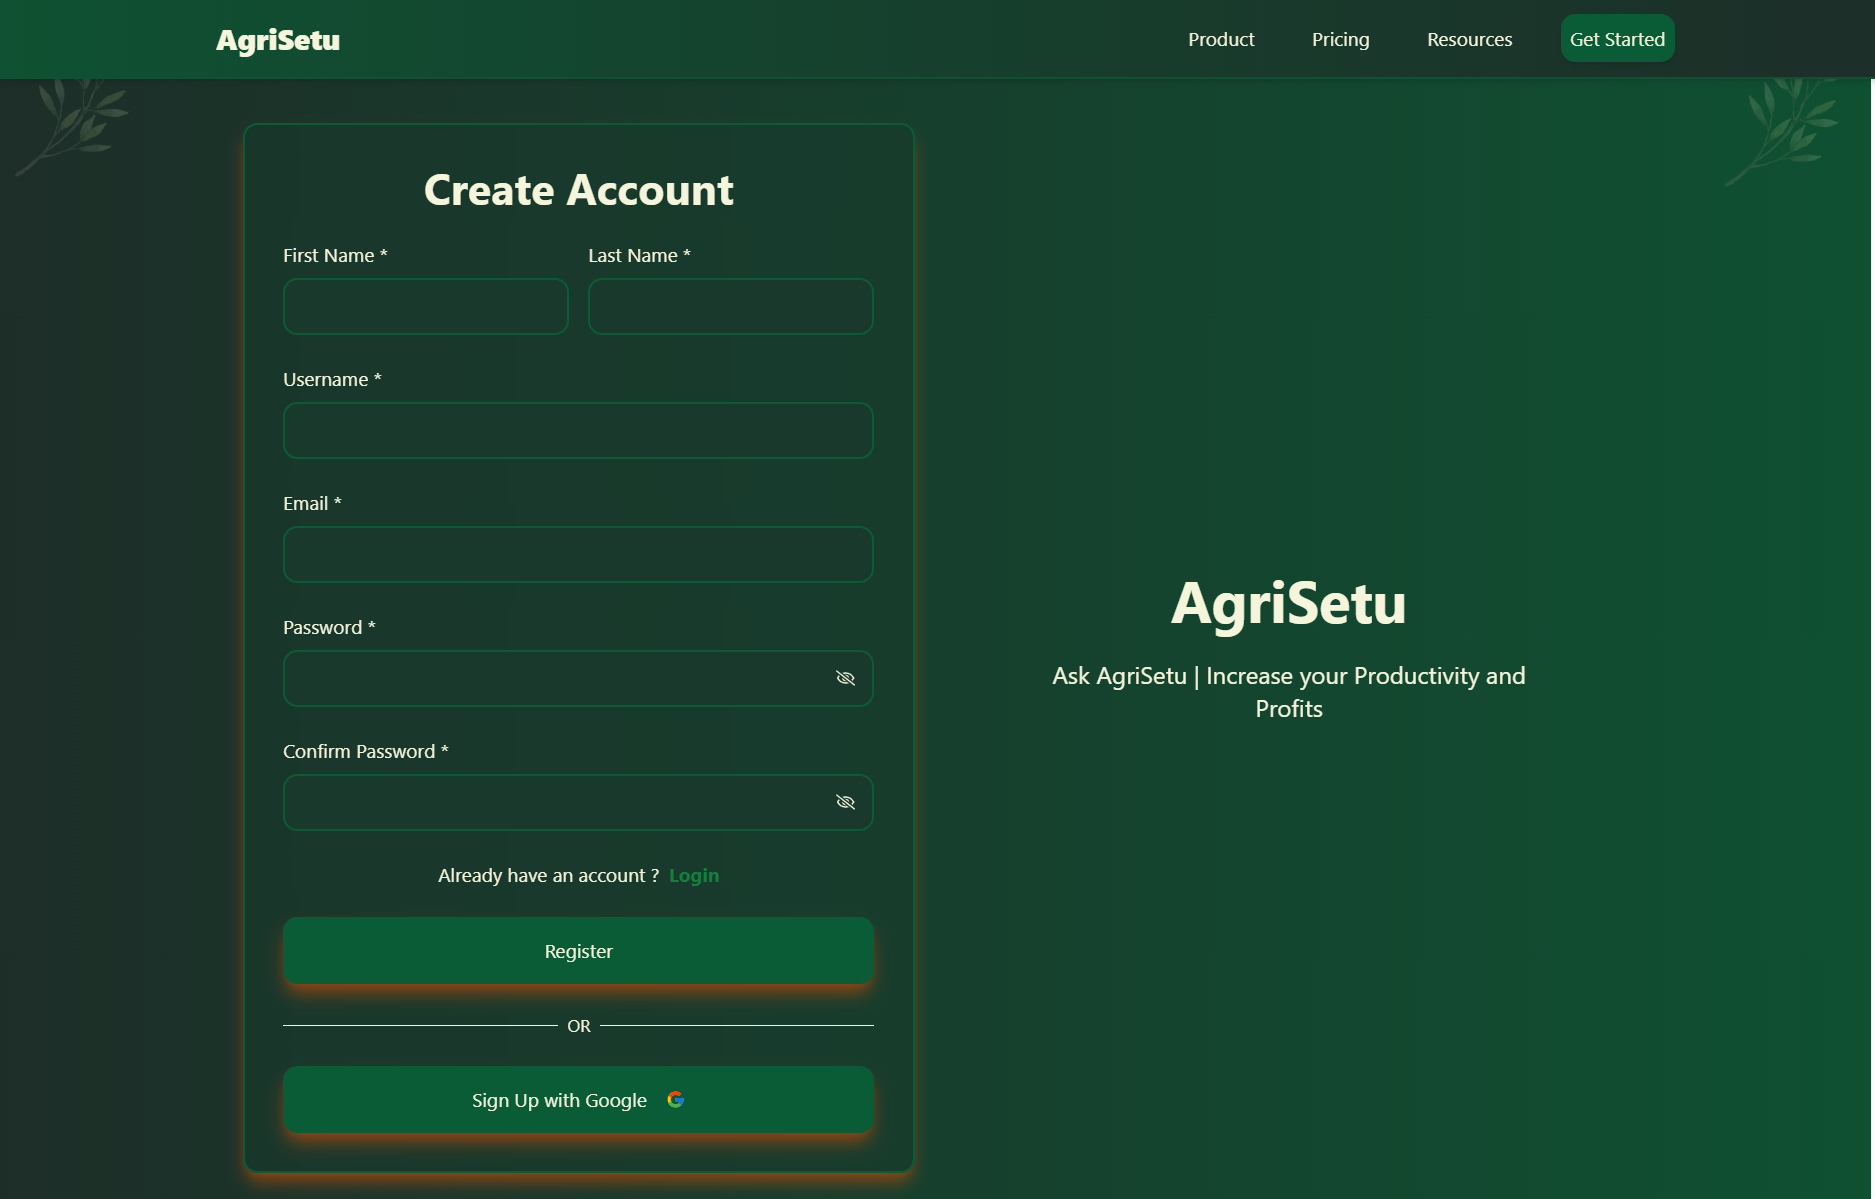 AgriSetu
Product
Pricing
Resources
Get Started
Create Account
First Name *
Last Name *
Username *
Email *
Password *
Confirm Password *
Already have an account ? Login
Register
OR
Sign Up with Google
AgriSetu
Ask AgriSetu | Increase your Productivity and
Profits